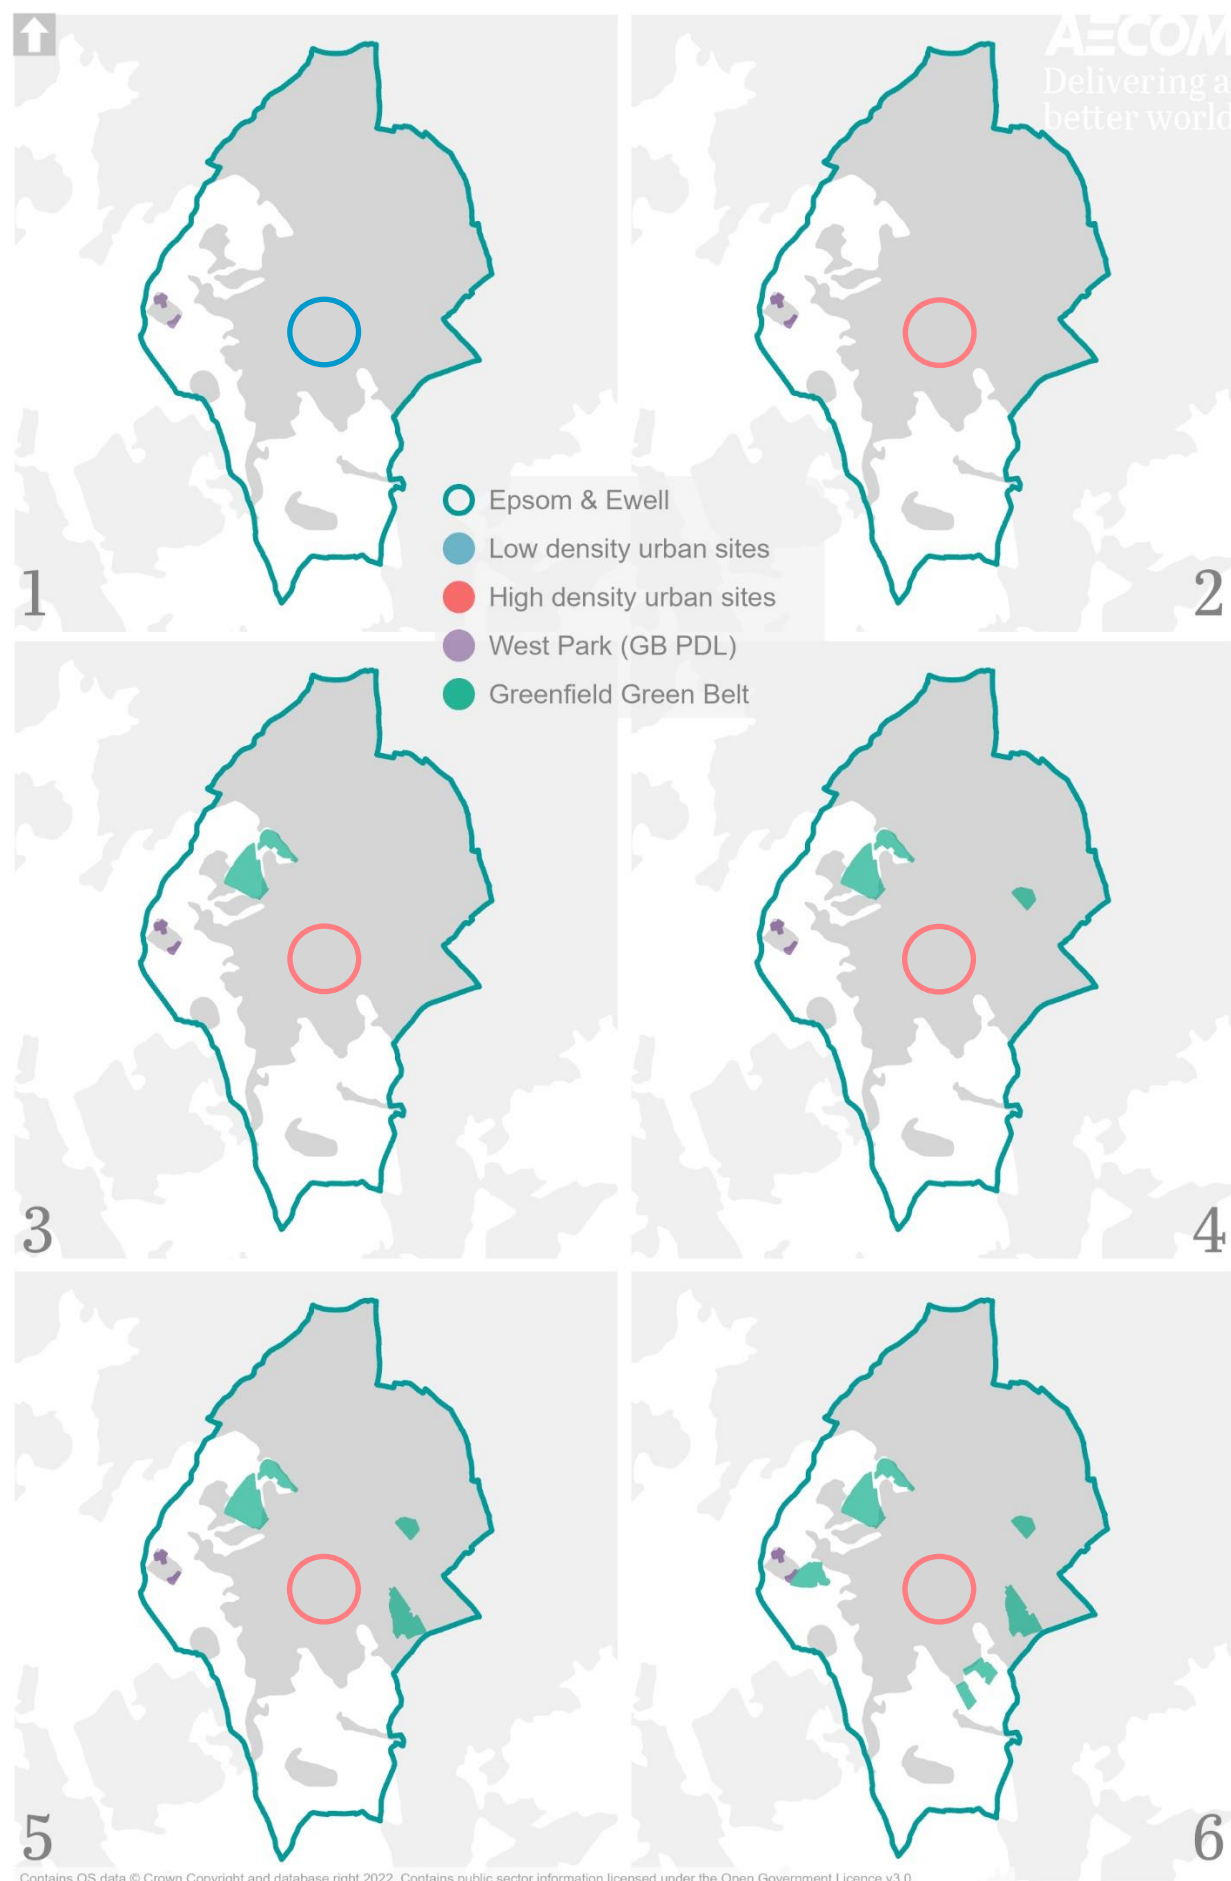 AECOM
Delivering a
better world
Epsom & Ewell
Low density urban sites
High density urban sites
West Park (GB PDL)
Greenfield Green Belt
1
2
3
4
5
6
Contains OS data © Crown Copyright and database right 2022. Contains public sector information licensed under the Open Government Licence v3.0